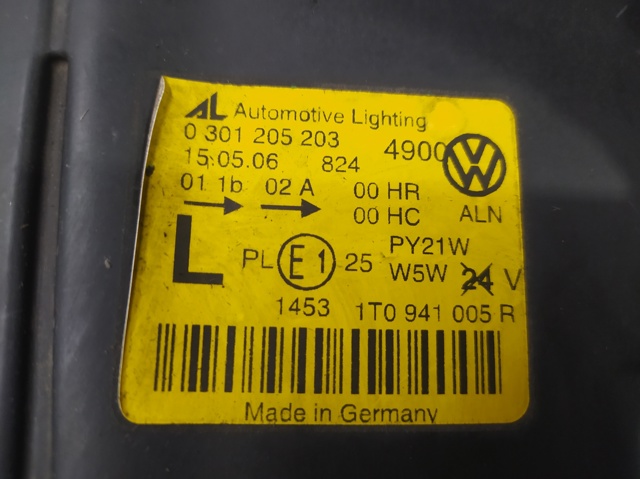 AL Automotive Lighting
0 301 205 203 4900
15.05.06 824
01 1b 02 A 00 HR
00 HC ALN
L PL E1 25 PY21W
W5W 24 V
1453 1T0 941 005 R
Made in Germany